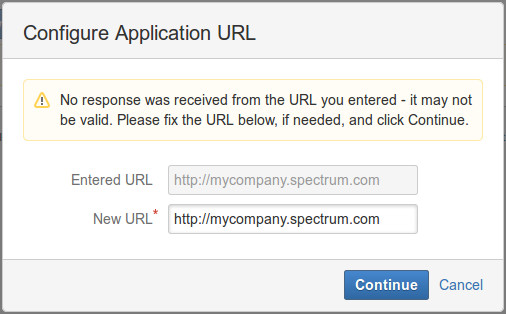 Configure Application URL
No response was received from the URL you entered - it may not
be valid. Please fix the URL below, if needed, and click Continue.
Entered URL http://mycompany.spectrum.com
New URL* http://mycompany.spectrum.com
Continue Cancel